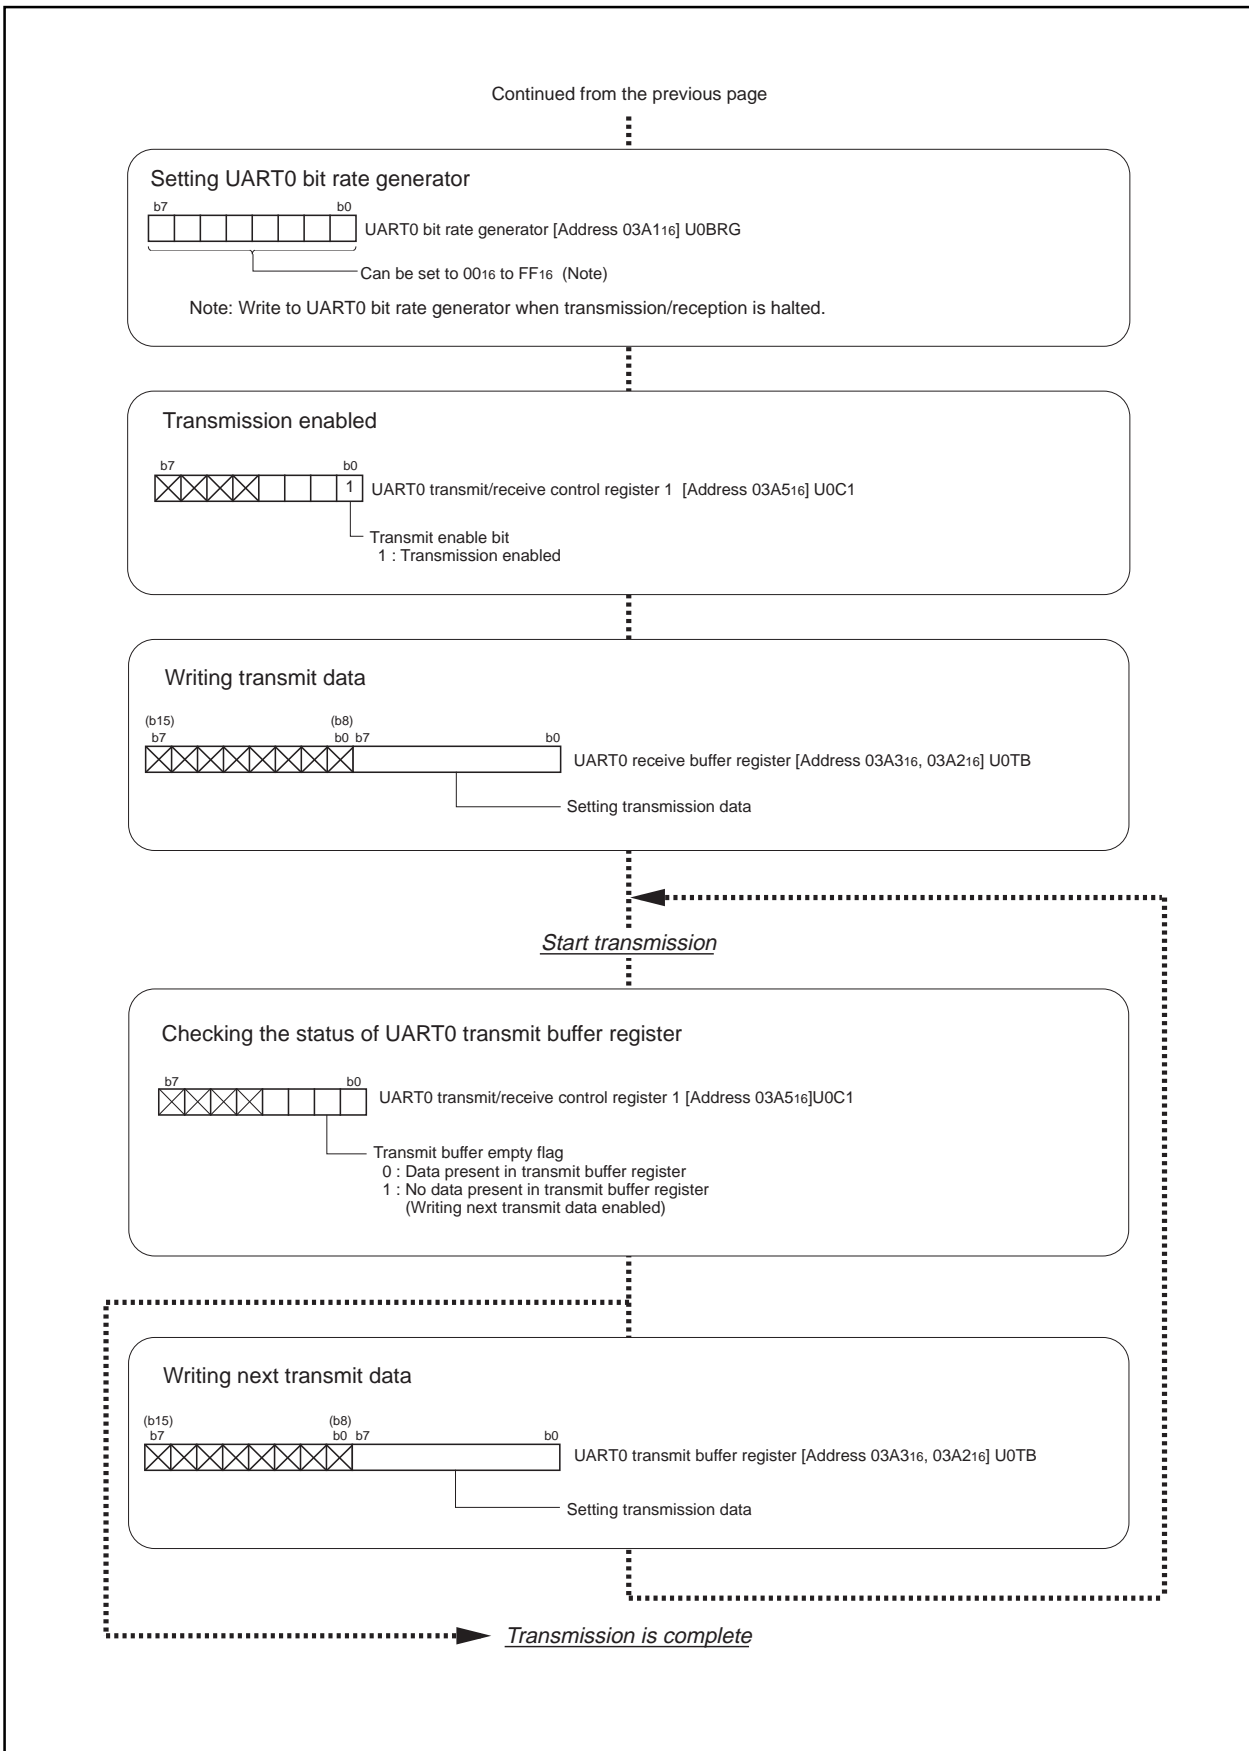 Continued from the previous page
Setting UART0 bit rate generator
b7 b0
UART0 bit rate generator [Address 03A116] U0BRG
Can be set to 0016 to FF16 (Note)
Note: Write to UART0 bit rate generator when transmission/reception is halted.
Transmission enabled
b7 b0
1 UART0 transmit/receive control register 1 [Address 03A516] U0C1
Transmit enable bit
1 : Transmission enabled
Writing transmit data
(b15) (b8)
b7 b0 b7 b0
UART0 receive buffer register [Address 03A316, 03A216] U0TB
Setting transmission data
Start transmission
Checking the status of UART0 transmit buffer register
b7 b0
UART0 transmit/receive control register 1 [Address 03A516]U0C1
Transmit buffer empty flag
0 : Data present in transmit buffer register
1 : No data present in transmit buffer register
(Writing next transmit data enabled)
Writing next transmit data
(b15) (b8)
b7 b0 b7 b0
UART0 transmit buffer register [Address 03A316, 03A216] U0TB
Setting transmission data
Transmission is complete